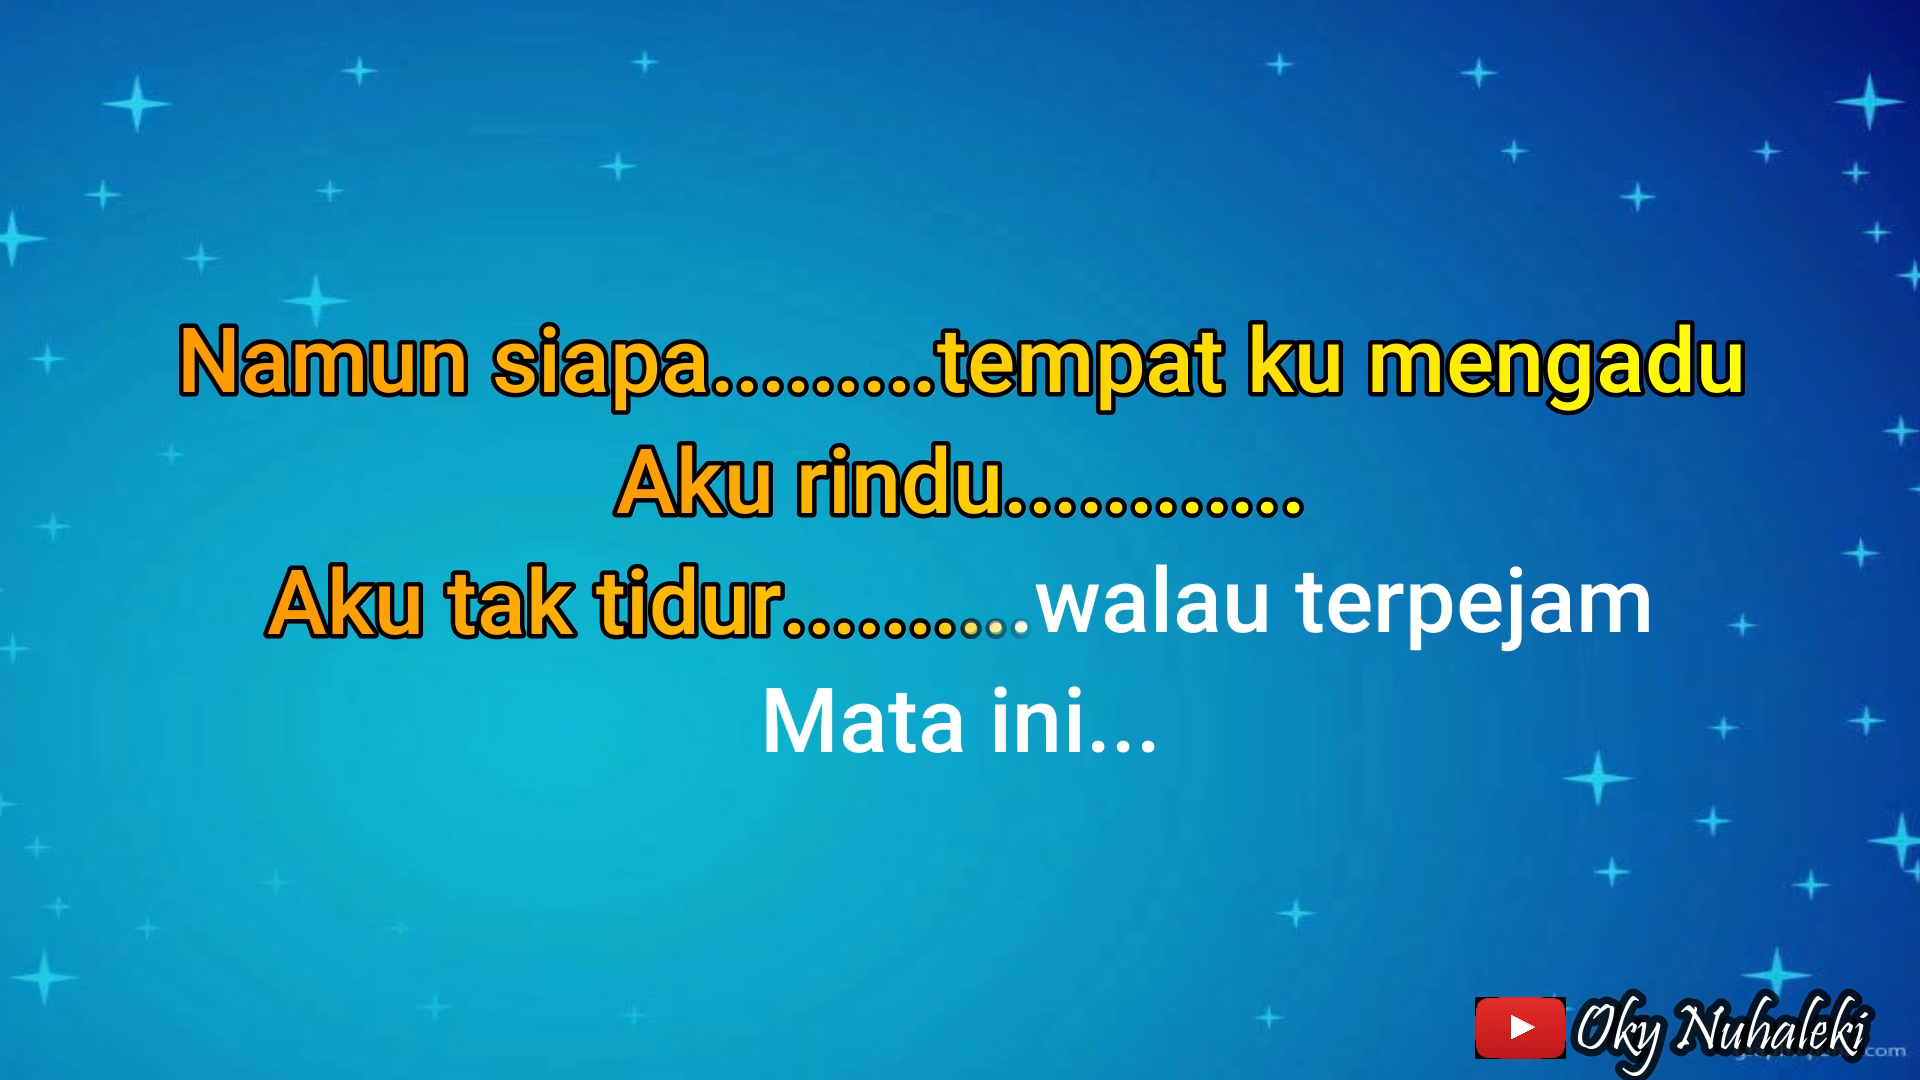 Namun siapa.........tempat ku mengadu
Aku rindu............
Aku tak tidur..........walau terpejam
Mata ini...
Oky Nuhaleki